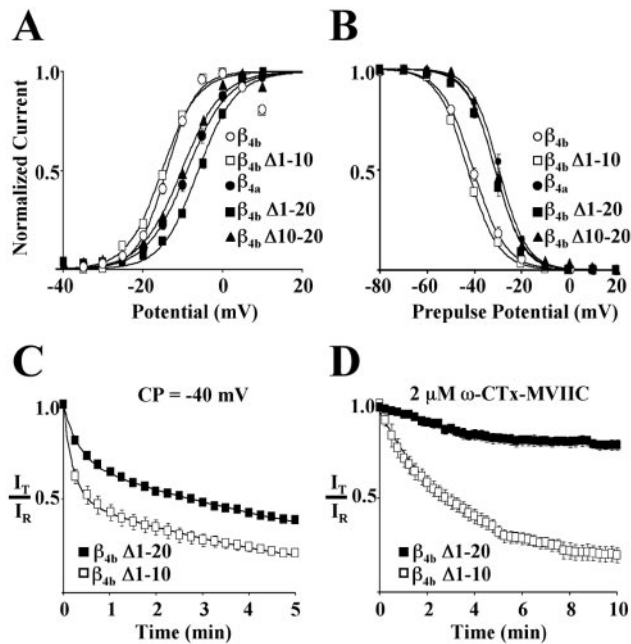 A
B
Normalized Current
1.0
0.5
0
β4b
β4b Δ1-10
β4a
β4b Δ1-20
β4b Δ10-20
-40 -20 0 20
Potential (mV)
1.0
0.5
0
β4b
β4b Δ1-10
β4a
β4b Δ1-20
β4b Δ10-20
-80 -60 -40 -20 0 20
Prepulse Potential (mV)
C
D
CP = -40 mV
1.0
IT
IR
0.5
β4b Δ1-20
β4b Δ1-10
0 1 2 3 4 5
Time (min)
2 μM ω-CTx-MVIIC
1.0
IT
IR
0.5
β4b Δ1-20
β4b Δ1-10
0 2 4 6 8 10
Time (min)